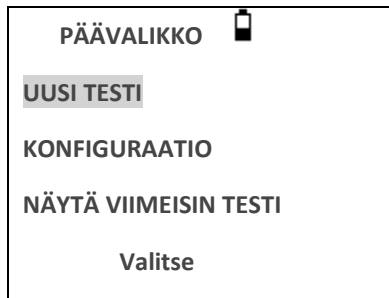 PÄÄVALIKKO
UUSI TESTI
KONFIGURAATIO
NÄYTÄ VIIMEISIN TESTI
Valitse